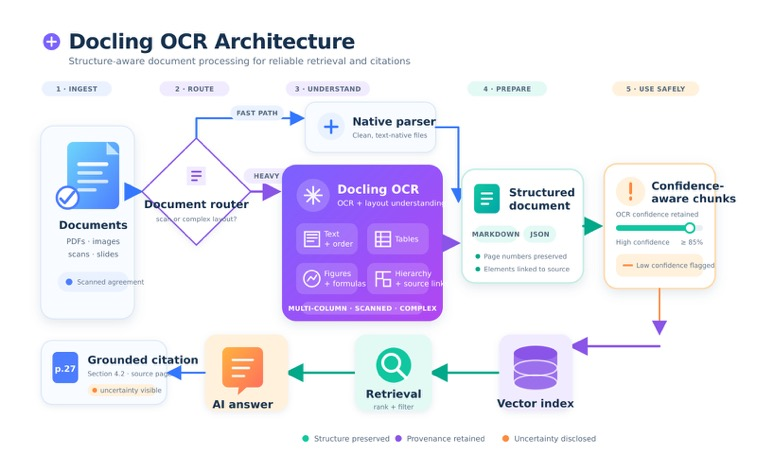 Docling OCR Architecture
Structure-aware document processing for reliable retrieval and citations
1 · INGEST
2 · ROUTE
3 · UNDERSTAND
4 · PREPARE
5 · USE SAFELY
FAST PATH
Native parser
Clean, text-native files
HEAVY
Documents
PDFs · images
scans · slides
Scanned agreement
Document router
scan or complex layout?
Docling OCR
OCR + layout understanding
Text
+ order
Tables
Figures
+ formulas
Hierarchy
+ source link
MULTI-COLUMN · SCANNED · COMPLEX
Structured
document
MARKDOWN
JSON
Page numbers preserved
Elements linked to source
Confidence-
aware chunks
OCR confidence retained
High confidence
≥ 85%
Low confidence flagged
p.27
Grounded citation
Section 4.2 · source page
uncertainty visible
AI answer
Retrieval
rank + filter
Vector index
Structure preserved
Provenance retained
Uncertainty disclosed